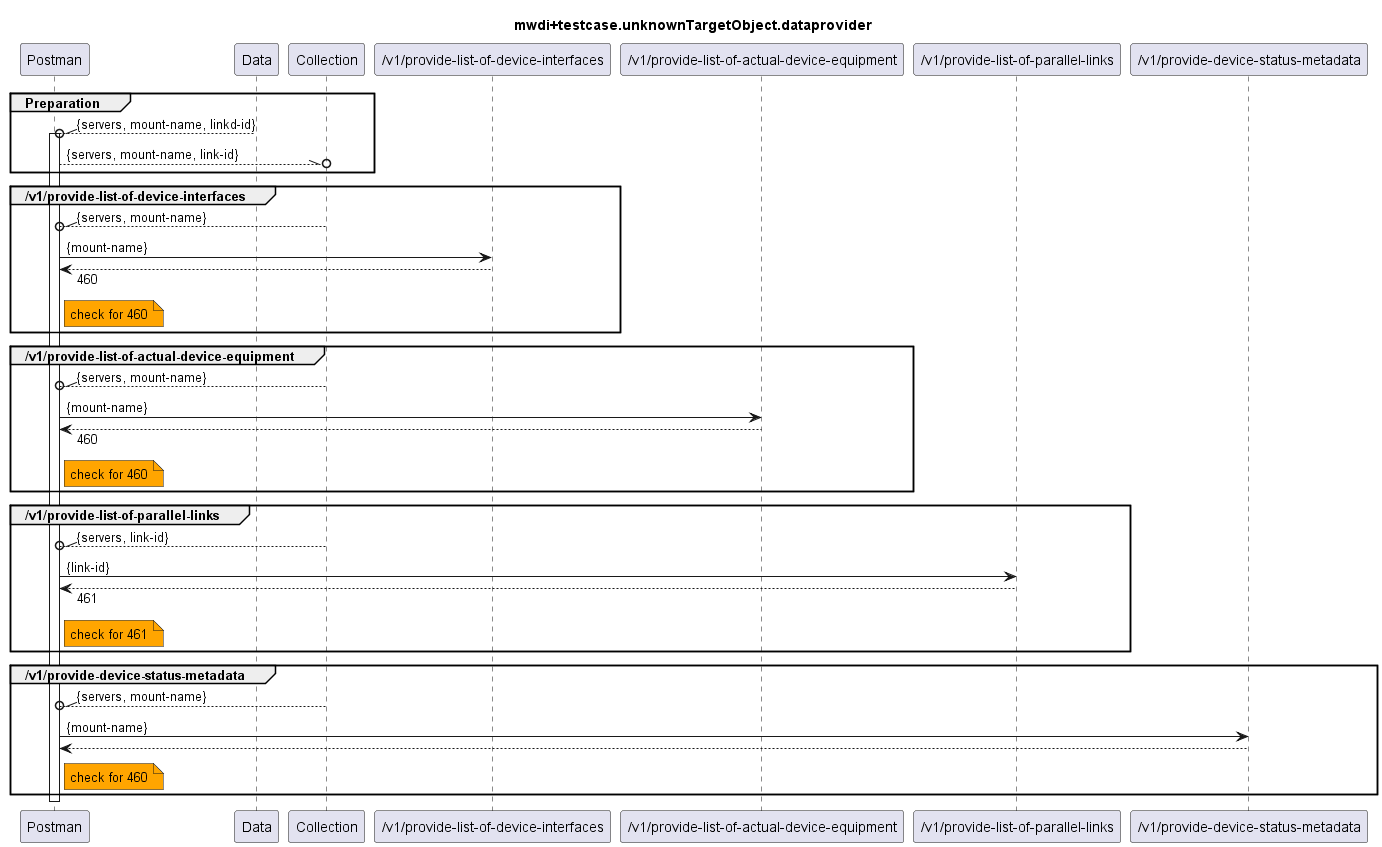 mwdi+testcase.unknownTargetObject.dataprovider
Postman Data Collection /v1/provide-list-of-device-interfaces /v1/provide-list-of-actual-device-equipment /v1/provide-list-of-parallel-links /v1/provide-device-status-metadata
Preparation
{servers, mount-name, linkd-id}
{servers, mount-name, link-id}
/v1/provide-list-of-device-interfaces
{servers, mount-name}
{mount-name}
460
check for 460
/v1/provide-list-of-actual-device-equipment
{servers, mount-name}
{mount-name}
460
check for 460
/v1/provide-list-of-parallel-links
{servers, link-id}
{link-id}
461
check for 461
/v1/provide-device-status-metadata
{servers, mount-name}
{mount-name}
check for 460
Postman Data Collection /v1/provide-list-of-device-interfaces /v1/provide-list-of-actual-device-equipment /v1/provide-list-of-parallel-links /v1/provide-device-status-metadata